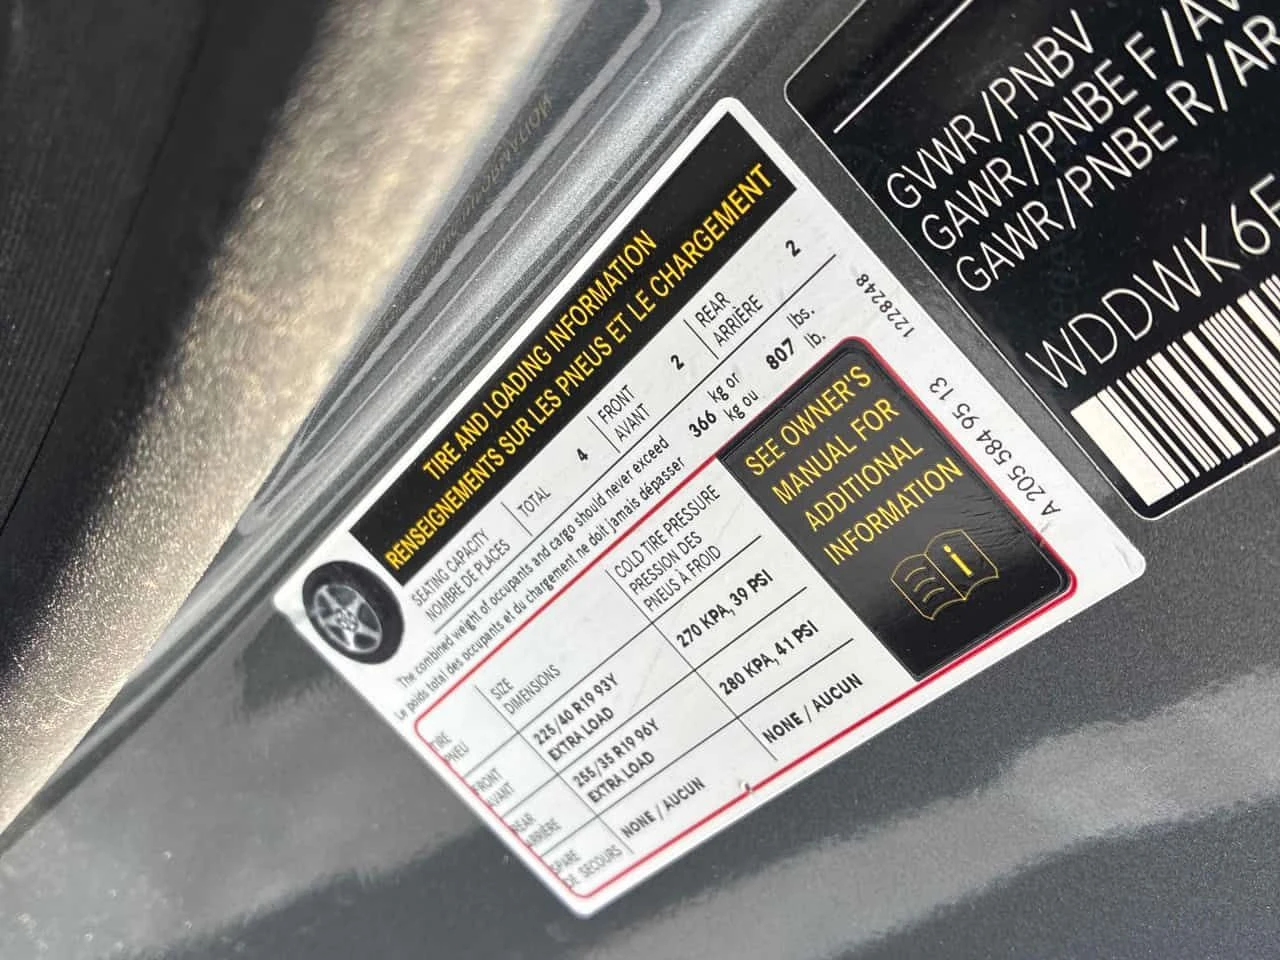 TIRE AND LOADING INFORMATION
RENSEIGNEMENTS SUR LES PNEUS ET LE CHARGEMENT
SEATING CAPACITY
NOMBRE DE PLACES
TOTAL
4
FRONT
AVANT
2
REAR
ARRIÈRE
2
The combined weight of occupants and cargo should never exceed 366 kg or 807 lbs.
Le poids total des occupants et du chargement ne doit jamais dépasser kg ou lb.
TIRE
PNEU
SIZE
DIMENSIONS
COLD TIRE PRESSURE
PRESSION DES
PNEUS À FROID
FRONT
AVANT
225/40 R19 93Y
EXTRA LOAD
270 KPA, 39 PSI
REAR
ARRIÈRE
255/35 R19 96Y
EXTRA LOAD
280 KPA, 41 PSI
SPARE
DE SECOURS
NONE / AUCUN
NONE / AUCUN
SEE OWNER'S
MANUAL FOR
ADDITIONAL
INFORMATION
i
1228248
A 205 584 95 13
GVWR/PNBV
GAWR/PNBE F/AV
GAWR/PNBE R/AR
WDDWK6E